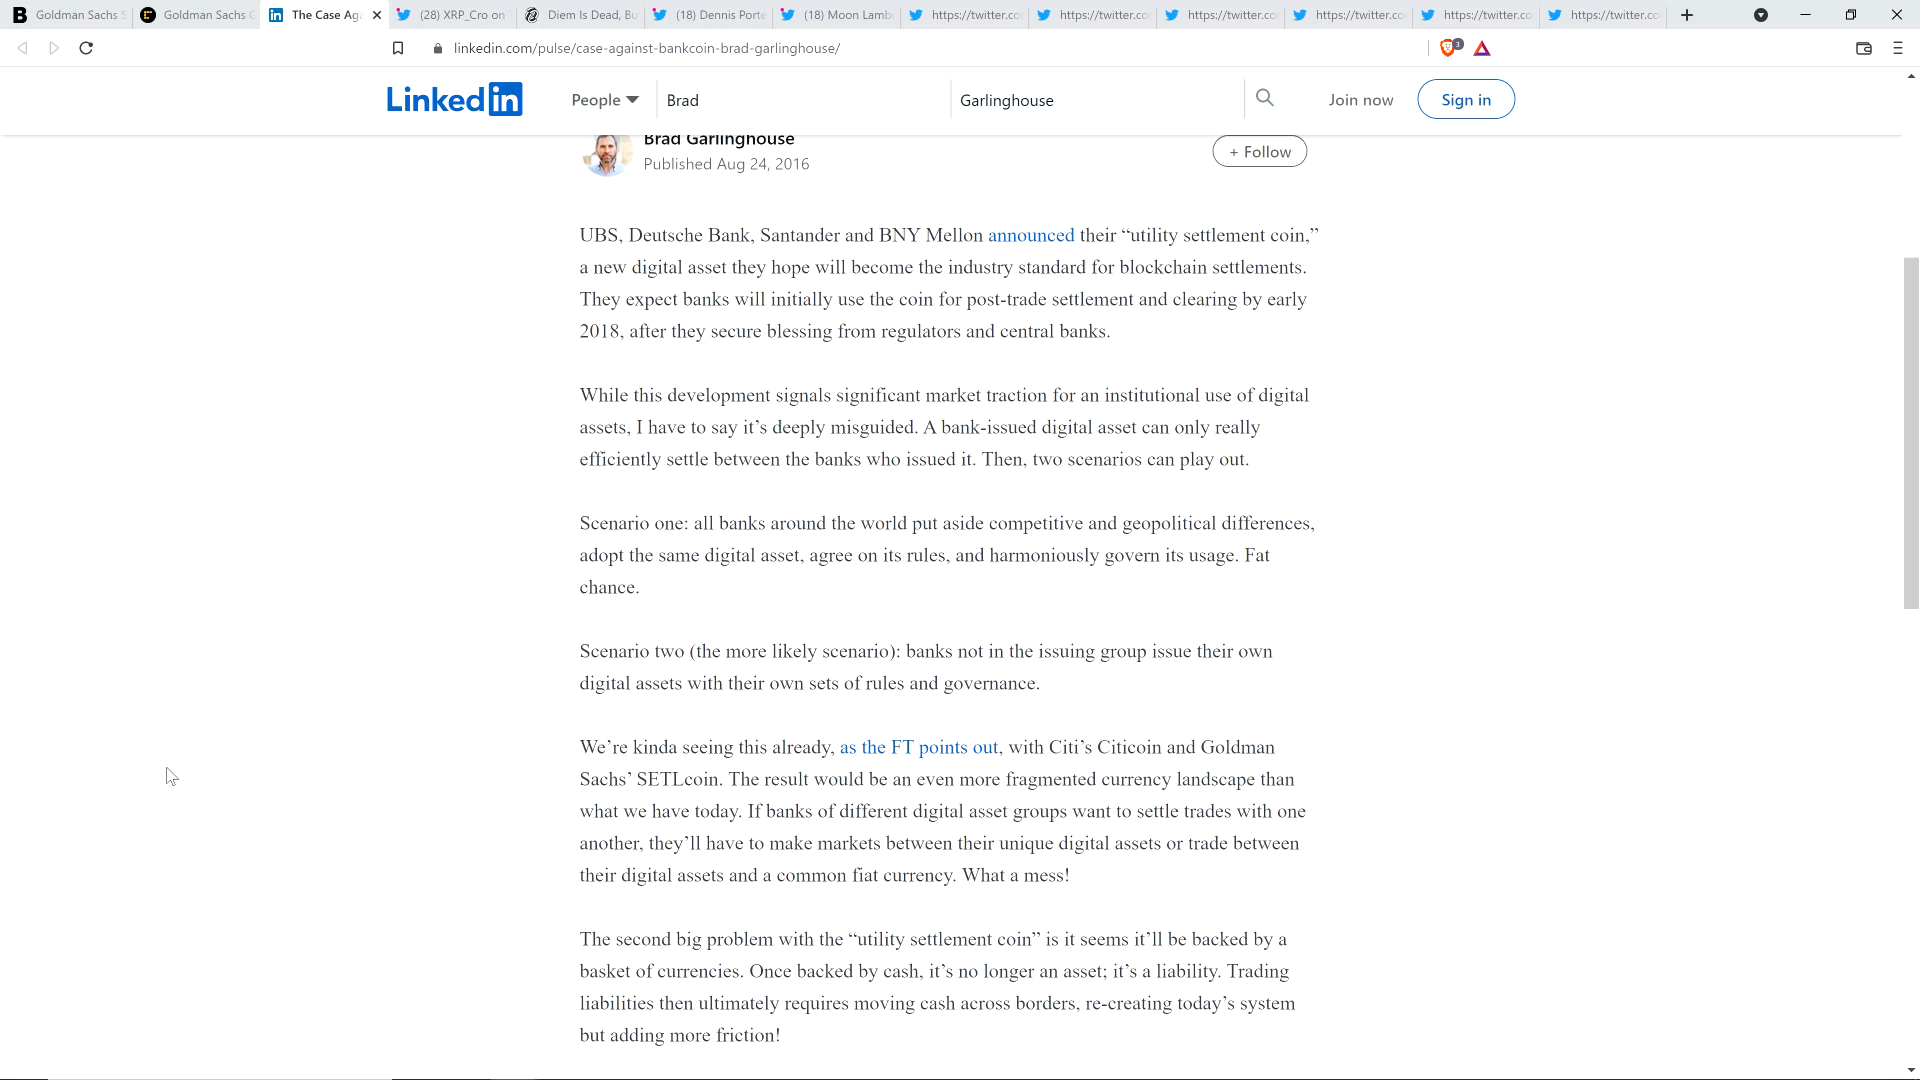 Goldman Sachs S
Goldman Sachs C
The Case Aga
(28) XRP_Cro on
Diem Is Dead, Bu
(18) Dennis Porte
(18) Moon Lamb
https://twitter.co
https://twitter.co
https://twitter.co
https://twitter.co
https://twitter.co
https://twitter.co
linkedin.com/pulse/case-against-bankcoin-brad-garlinghouse/
3
Linked in
People
Brad
Garlinghouse
Join now
Sign in
Brad Garlinghouse
Published Aug 24, 2016
+ Follow
UBS, Deutsche Bank, Santander and BNY Mellon announced their “utility settlement coin,”
a new digital asset they hope will become the industry standard for blockchain settlements.
They expect banks will initially use the coin for post-trade settlement and clearing by early
2018, after they secure blessing from regulators and central banks.
While this development signals significant market traction for an institutional use of digital
assets, I have to say it’s deeply misguided. A bank-issued digital asset can only really
efficiently settle between the banks who issued it. Then, two scenarios can play out.
Scenario one: all banks around the world put aside competitive and geopolitical differences,
adopt the same digital asset, agree on its rules, and harmoniously govern its usage. Fat
chance.
Scenario two (the more likely scenario): banks not in the issuing group issue their own
digital assets with their own sets of rules and governance.
We’re kinda seeing this already, as the FT points out, with Citi’s Citicoin and Goldman
Sachs’ SETLcoin. The result would be an even more fragmented currency landscape than
what we have today. If banks of different digital asset groups want to settle trades with one
another, they’ll have to make markets between their unique digital assets or trade between
their digital assets and a common fiat currency. What a mess!
The second big problem with the “utility settlement coin” is it seems it’ll be backed by a
basket of currencies. Once backed by cash, it’s no longer an asset; it’s a liability. Trading
liabilities then ultimately requires moving cash across borders, re-creating today’s system
but adding more friction!